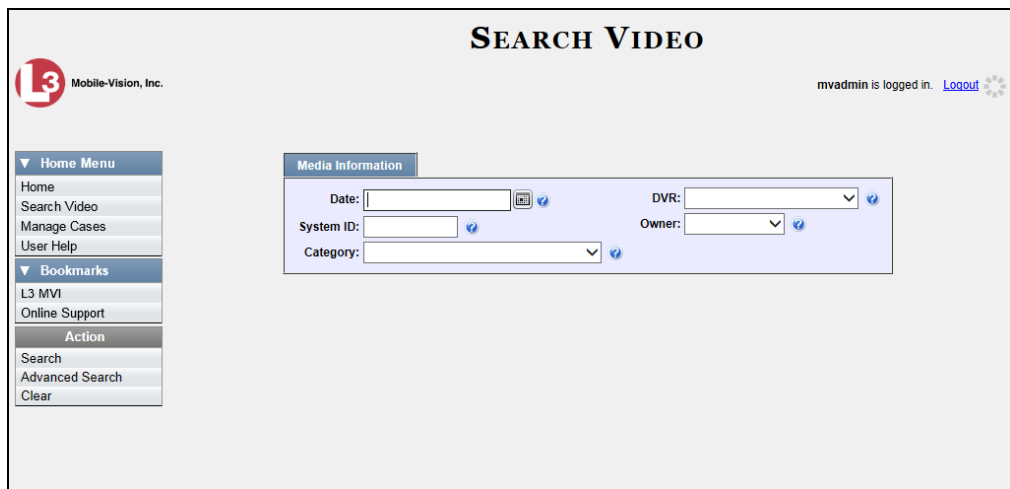 SEARCH VIDEO
L3 Mobile-Vision, Inc.
mvadmin is logged in. Logout
Home Menu
Home
Search Video
Manage Cases
User Help
Bookmarks
L3 MVI
Online Support
Action
Search
Advanced Search
Clear
Media Information
Date:
DVR:
System ID:
Owner:
Category: